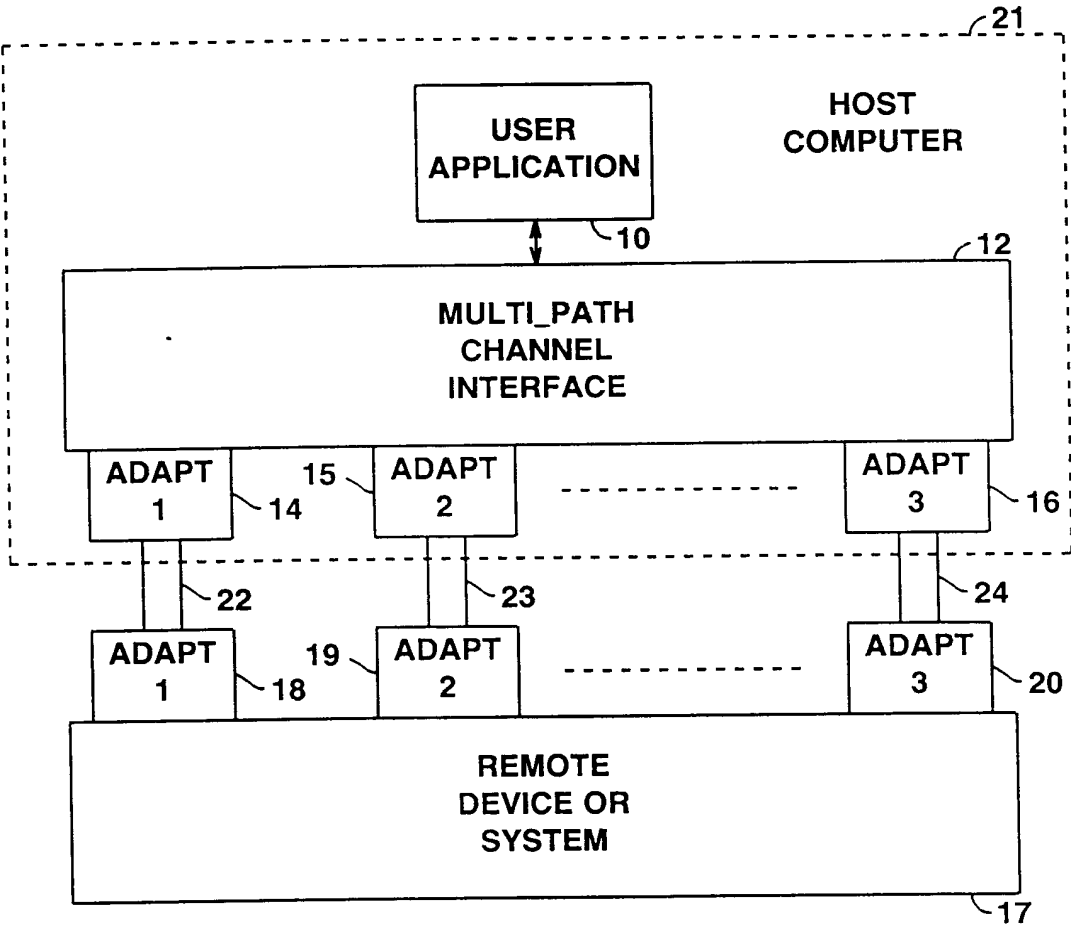 21
HOST
COMPUTER
USER
APPLICATION
10
12
MULTI_PATH
CHANNEL
INTERFACE
ADAPT
1
14
15
ADAPT
2
ADAPT
3
16
22
23
24
ADAPT
1
18
19
ADAPT
2
ADAPT
3
20
REMOTE
DEVICE OR
SYSTEM
17